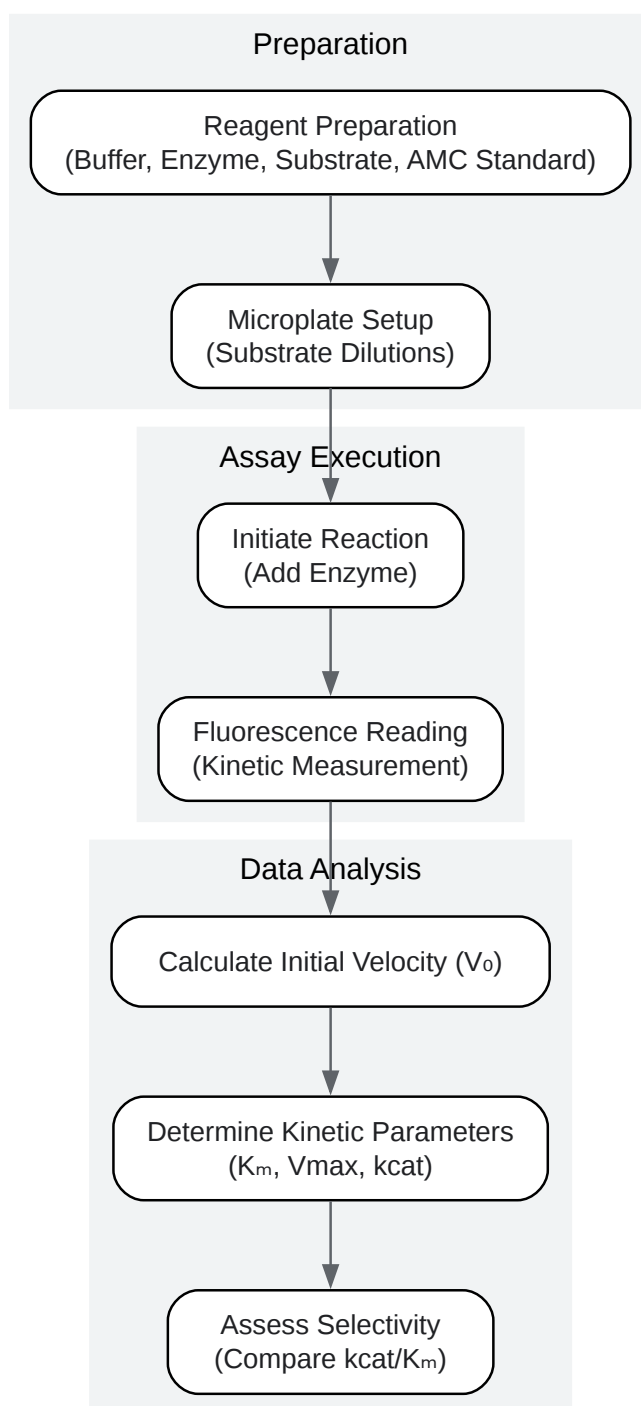 Preparation
Reagent Preparation
(Buffer, Enzyme, Substrate, AMC Standard)
Microplate Setup
(Substrate Dilutions)
Assay Execution
Initiate Reaction
(Add Enzyme)
Fluorescence Reading
(Kinetic Measurement)
Data Analysis
Calculate Initial Velocity (V₀)
Determine Kinetic Parameters
(Kₘ, Vmax, kcat)
Assess Selectivity
(Compare kcat/Kₘ)